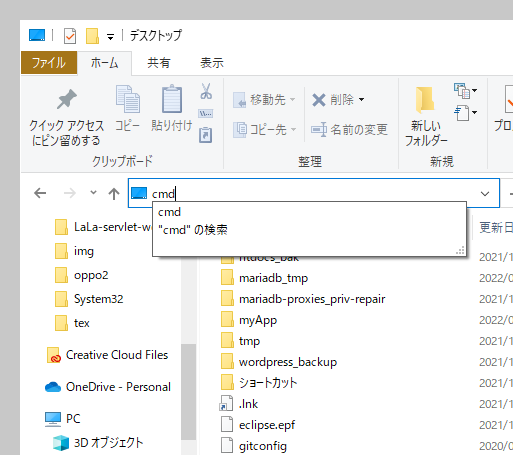 デスクトップ
ファイル ホーム 共有 表示
クイック アクセス
にピン留めする
コピー
貼り付け
クリップボード
移動先
コピー先
削除
名前の変更
整理
新しい
フォルダー
新規
プロ
cmd
cmd
"cmd" の検索
更新日
LaLa-servlet-w
img
oppo2
System32
tex
Creative Cloud Files
OneDrive - Personal
PC
3D オブジェクト
htdocs_bak 2021/1
mariadb_tmp 2022/0
mariadb-proxies_priv-repair 2021/1
myApp 2022/0
tmp 2021/1
wordpress_backup 2021/1
ショートカット 2021/1
.lnk 2021/1
eclipse.epf 2021/1
gitconfig 2020/0